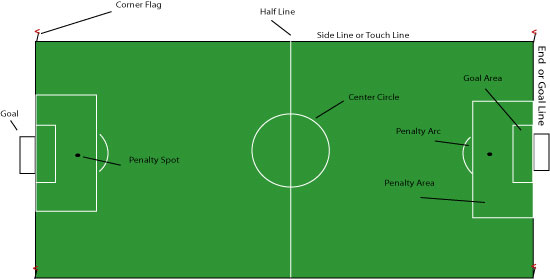 Corner Flag
Half Line
Side Line or Touch Line
End or Goal Line
Goal Area
Center Circle
Goal
Penalty Arc
Penalty Spot
Penalty Area